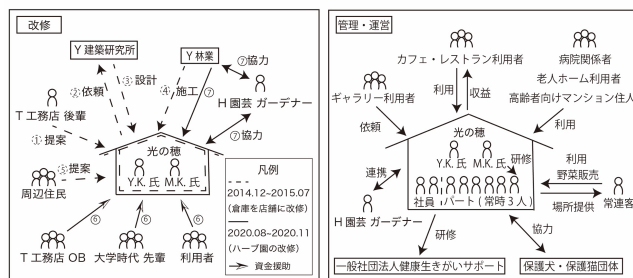 改修
Y 建築研究所
Y 林業
③設計
②依頼
④施工
⑦
⑦協力
H 園芸 ガーデナー
T 工務店 後輩
①提案
⑦協力
光の穂
Y.K. 氏
M.K. 氏
⑤提案
周辺住民
⑥
⑥
⑥
T 工務店 OB
大学時代 先輩
利用者
凡例
2014.12~2015.07
(倉庫を店舗に改修)
2020.08~2020.11
(ハーブ園の改修)
資金援助
管理・運営
カフェ・レストラン利用者
病院関係者
老人ホーム利用者
高齢者向けマンション住人
ギャラリー利用者
利用
収益
依頼
利用
光の穂
Y.K. 氏
M.K. 氏
研修
社員
パート(常時3人)
連携
H 園芸 ガーデナー
利用
野菜販売
場所提供
常連客
研修
協力
一般社団法人健康生きがいサポート
保護犬・保護猫団体